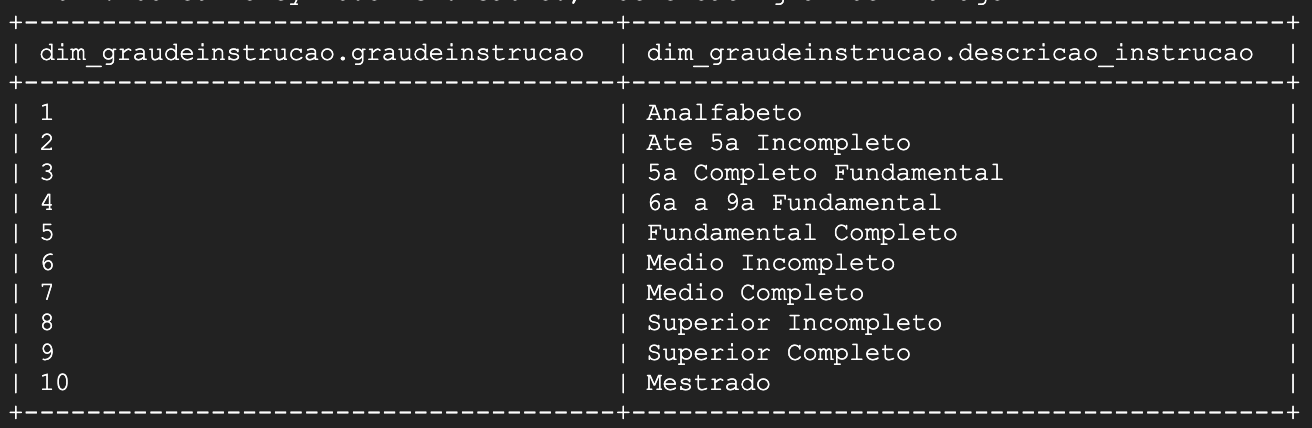 +--------------------------------------+------------------------------------------+
| dim_graudeinstrucao.graudeinstrucao | dim_graudeinstrucao.descricao_instrucao |
+--------------------------------------+------------------------------------------+
| 1 | Analfabeto |
| 2 | Ate 5a Incompleto |
| 3 | 5a Completo Fundamental |
| 4 | 6a a 9a Fundamental |
| 5 | Fundamental Completo |
| 6 | Medio Incompleto |
| 7 | Medio Completo |
| 8 | Superior Incompleto |
| 9 | Superior Completo |
| 10 | Mestrado |
+--------------------------------------+------------------------------------------+